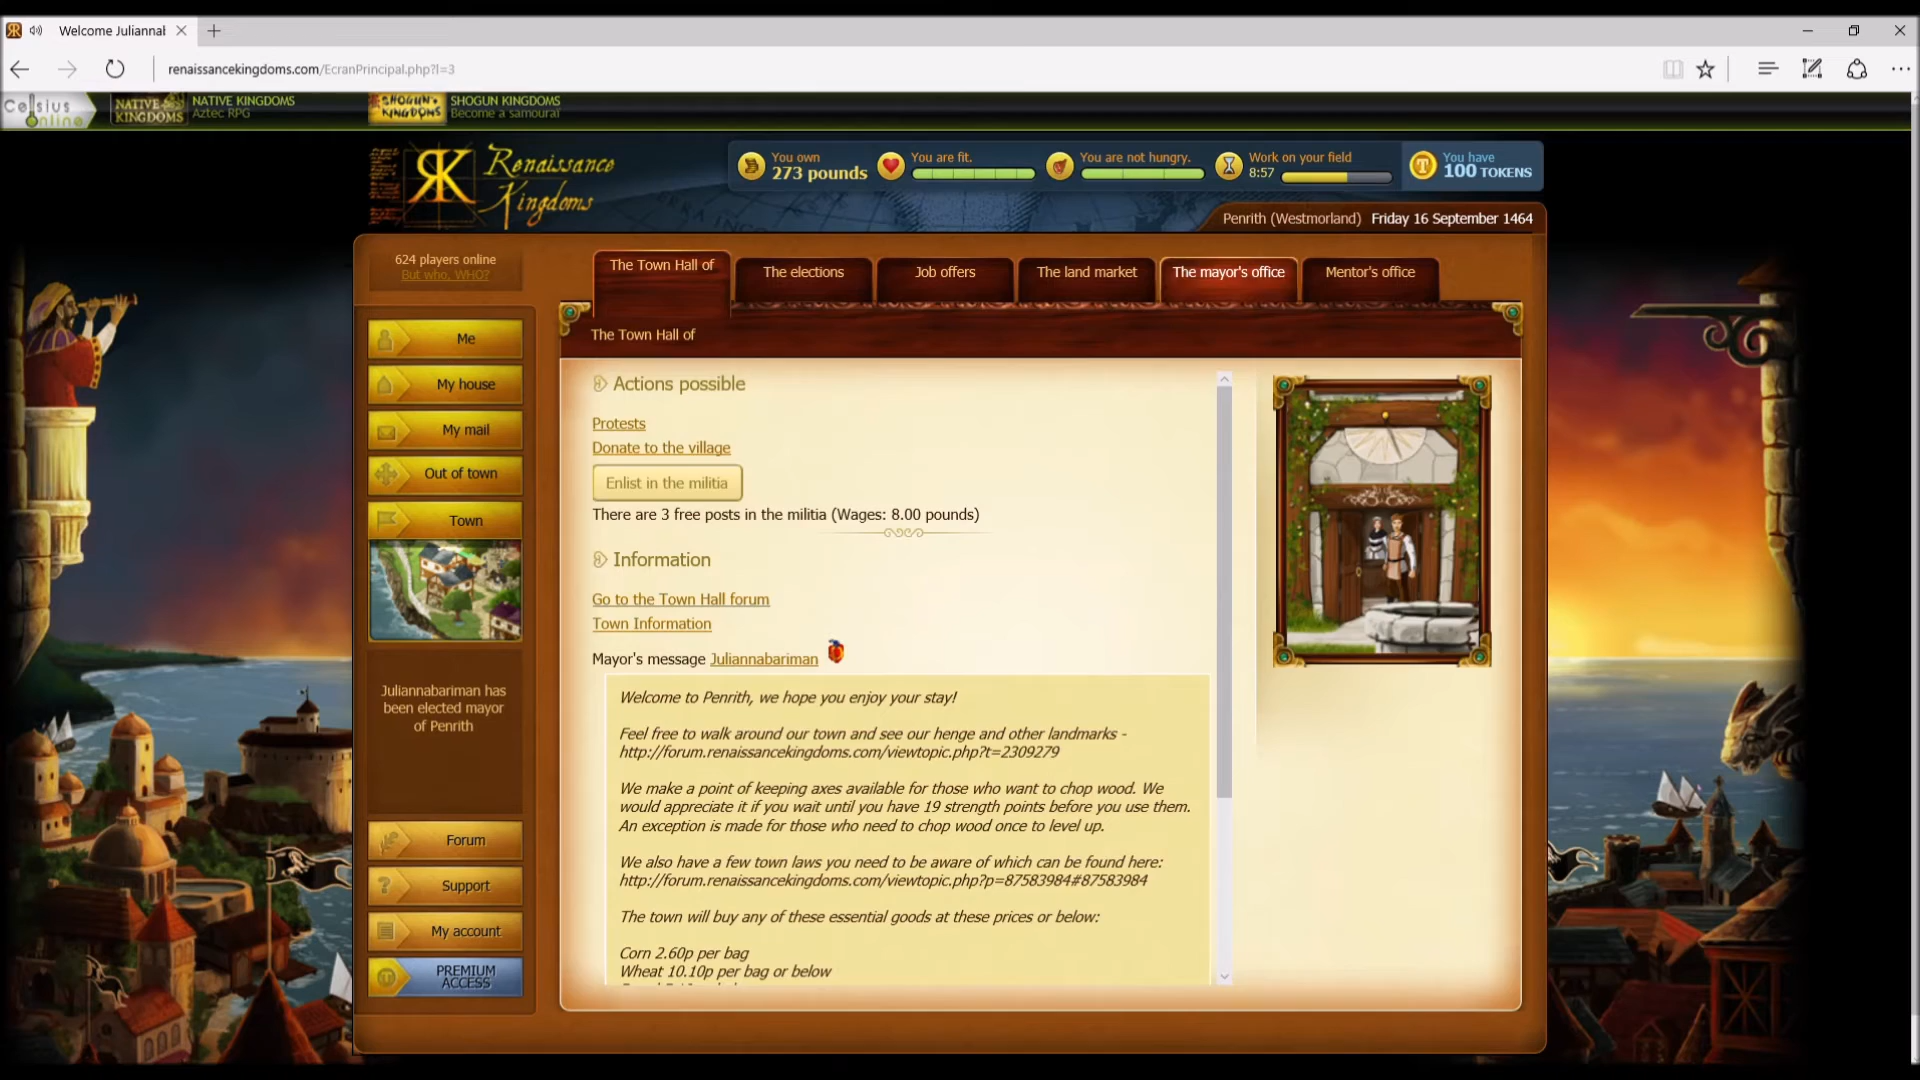 Welcome Juliannal
renaissancekingdoms.com/EcranPrincipal.php?l=3
Celsius online
NATIVE KINGDOMS
NATIVE KINGDOMS
Aztec RPG
SHOGUN KINGDOMS
SHOGUN KINGDOMS
Become a samouraï
RK Renaissance Kingdoms
You own
273 pounds
You are fit.
You are not hungry.
Work on your field
8:57
You have
100 TOKENS
Penrith (Westmorland) Friday 16 September 1464
624 players online
But who, WHO?
The Town Hall of
The elections
Job offers
The land market
The mayor's office
Mentor's office
The Town Hall of
Me
My house
My mail
Out of town
Town
Juliannabariman has
been elected mayor
of Penrith
Forum
Support
My account
PREMIUM
ACCESS
Actions possible
Protests
Donate to the village
Enlist in the militia
There are 3 free posts in the militia (Wages: 8.00 pounds)
Information
Go to the Town Hall forum
Town Information
Mayor's message Juliannabariman
Welcome to Penrith, we hope you enjoy your stay!
Feel free to walk around our town and see our henge and other landmarks -
http://forum.renaissancekingdoms.com/viewtopic.php?t=2309279
We make a point of keeping axes available for those who want to chop wood. We
would appreciate it if you wait until you have 19 strength points before you use them.
An exception is made for those who need to chop wood once to level up.
We also have a few town laws you need to be aware of which can be found here:
http://forum.renaissancekingdoms.com/viewtopic.php?p=87583984#87583984
The town will buy any of these essential goods at these prices or below:
Corn 2.60p per bag
Wheat 10.10p per bag or below